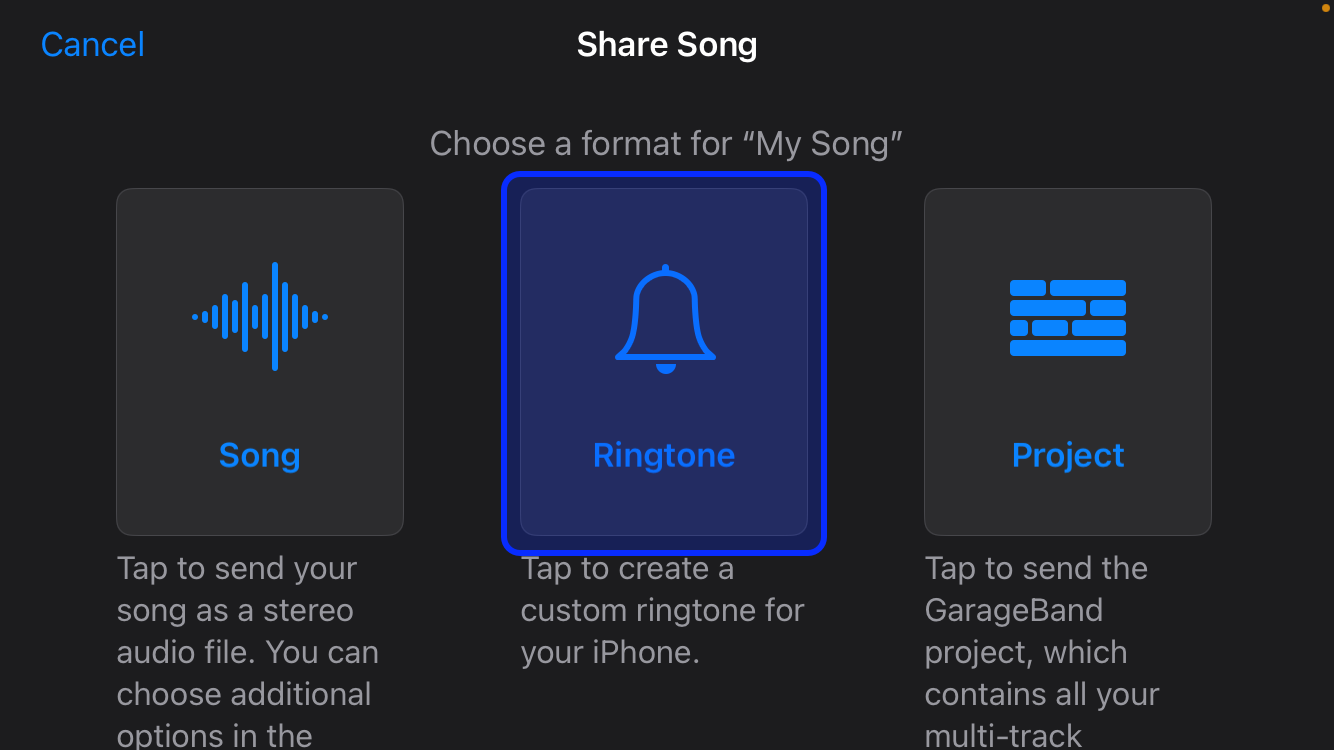 Cancel
Share Song
Choose a format for “My Song”
Song
Ringtone
Project
Tap to send your
song as a stereo
audio file. You can
choose additional
options in the
Tap to create a
custom ringtone for
your iPhone.
Tap to send the
GarageBand
project, which
contains all your
multi-track